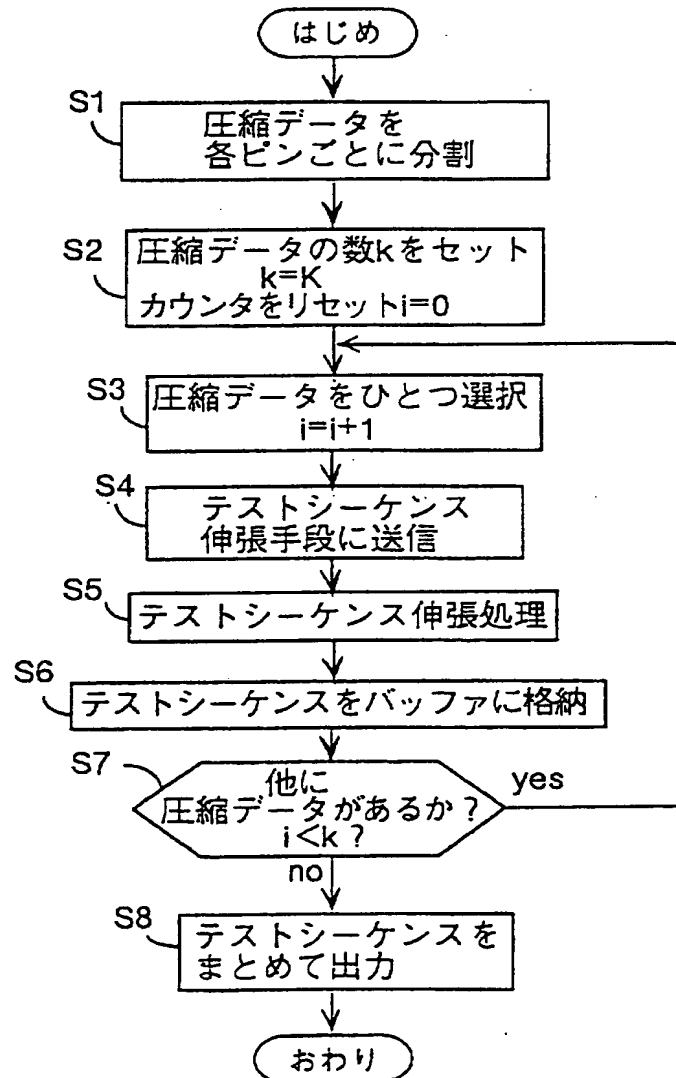 はじめ
S1
圧縮データを
各ピンごとに分割
S2
圧縮データの数kをセット
k=K
カウンタをリセットi=0
S3
圧縮データをひとつ選択
i=i+1
S4
テストシーケンス
伸張手段に送信
S5
テストシーケンス伸張処理
S6
テストシーケンスをバッファに格納
S7
他に
圧縮データがあるか?
i<k?
yes
no
S8
テストシーケンスを
まとめて出力
おわり